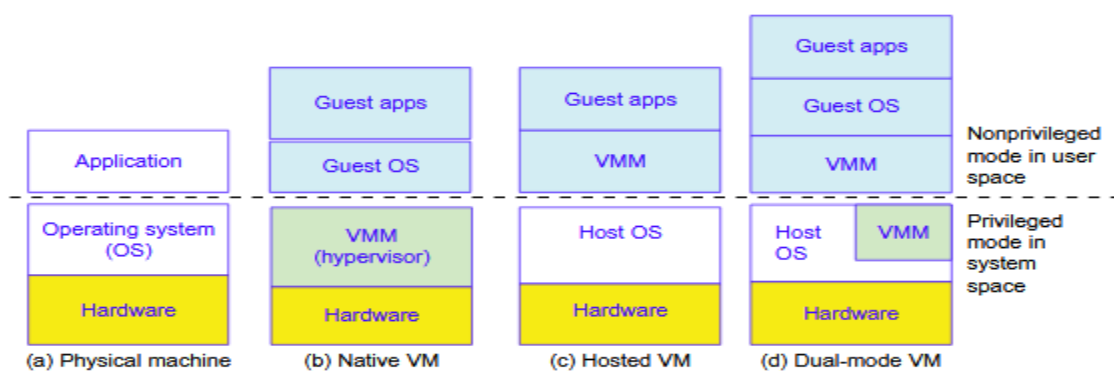 Application
Operating system
(OS)
Hardware
(a) Physical machine
Guest apps
Guest OS
VMM
(hypervisor)
Hardware
(b) Native VM
Guest apps
VMM
Host OS
Hardware
(c) Hosted VM
Guest apps
Guest OS
VMM
Host
OS
VMM
Hardware
(d) Dual-mode VM
Nonprivileged
mode in user
space
Privileged
mode in
system
space